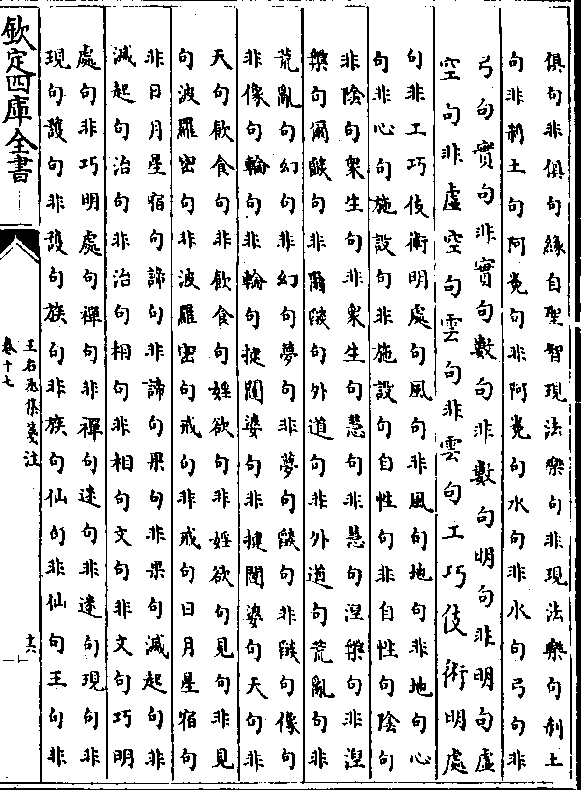 俱句非俱句緣自聖智現法樂句非現法樂句刹土
句非刹土句阿㝹句非阿㝹句水句非水句弓句非
弓句實句非實句數句非數句明句非明句虛
空句非虛空句雲句非雲句工巧伎術明處
句非工巧伎術明處句風句非風句地句非地句心
句非心句施設句非施設句自性句非自性句陰句
非陰句衆生句非衆生句慧句非慧句涅槃句非涅
槃句爾燄句非爾燄句外道句非外道句荒亂句非
荒亂句幻句非幻句夢句非夢句燄句非燄句像句
非像句輪句非輪句揵闥婆句非揵闥婆句天句非
天句飲食句非飲食句婬欲句非婬欲句見句非見
句波羅密句非波羅密句戒句非戒句日月星宿句
非日月星宿句諦句非諦句果句非果句滅起句非
滅起句治句非治句相句非相句支句非支句巧明
處句非巧明處句禪句非禪句迷句非迷句現句非
現句護句非護句族句非族句仙句非仙句王句非
欽定四庫全書
王右丞集箋注
卷十七
十六